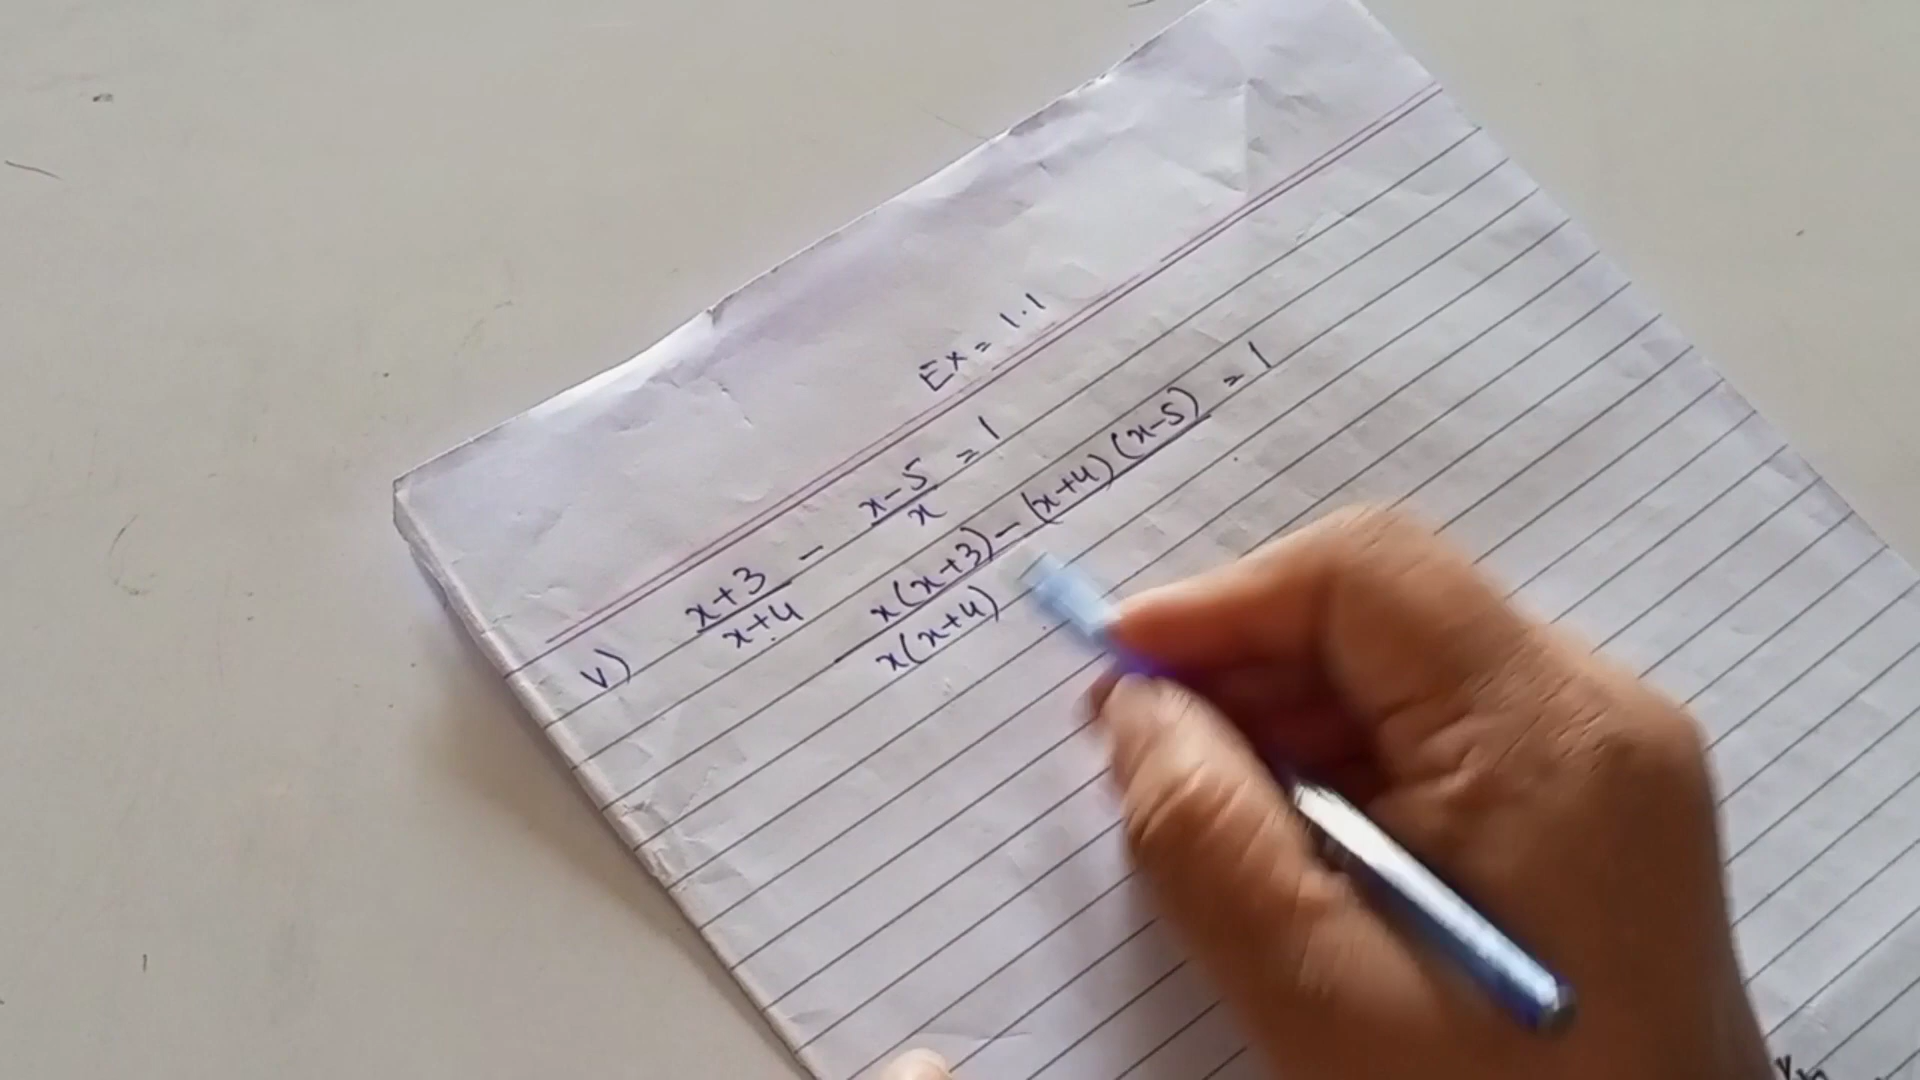 Ex = 1.1
v) x+3/x+4 - x-5/x = 1
x(x+3)-(x+4)(x-5)/x(x+4) = 1